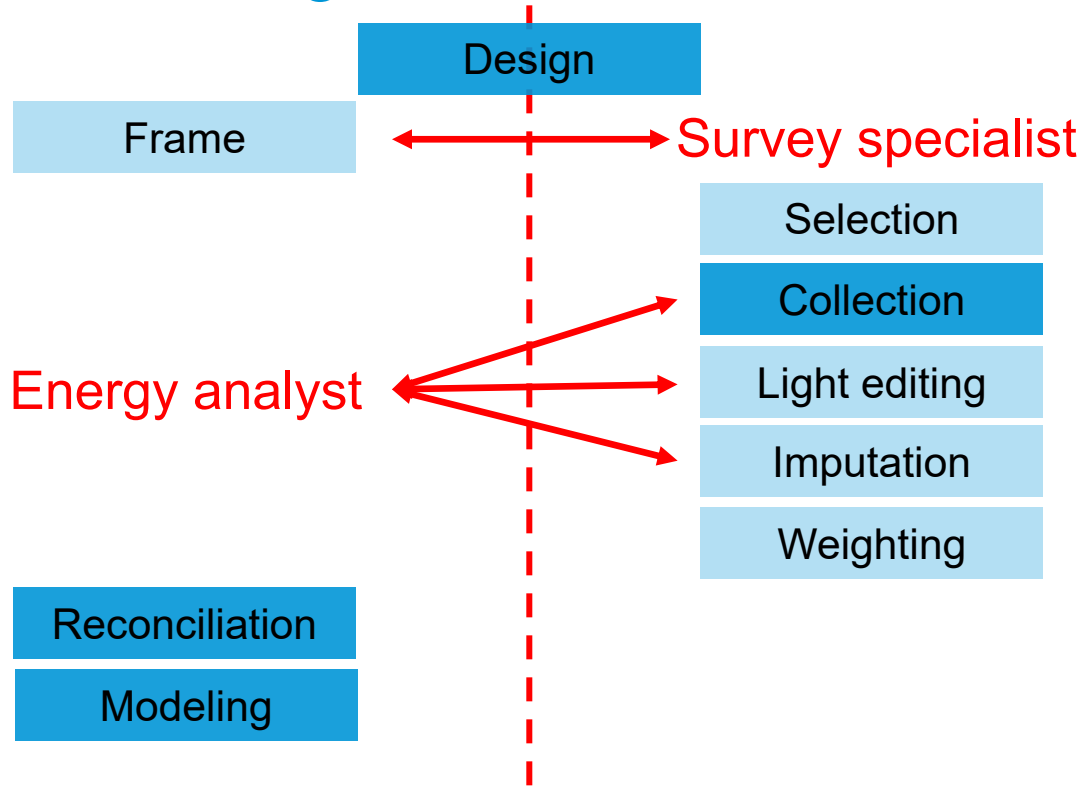 Design
Frame
Survey specialist
Selection
Collection
Energy analyst
Light editing
Imputation
Weighting
Reconciliation
Modeling